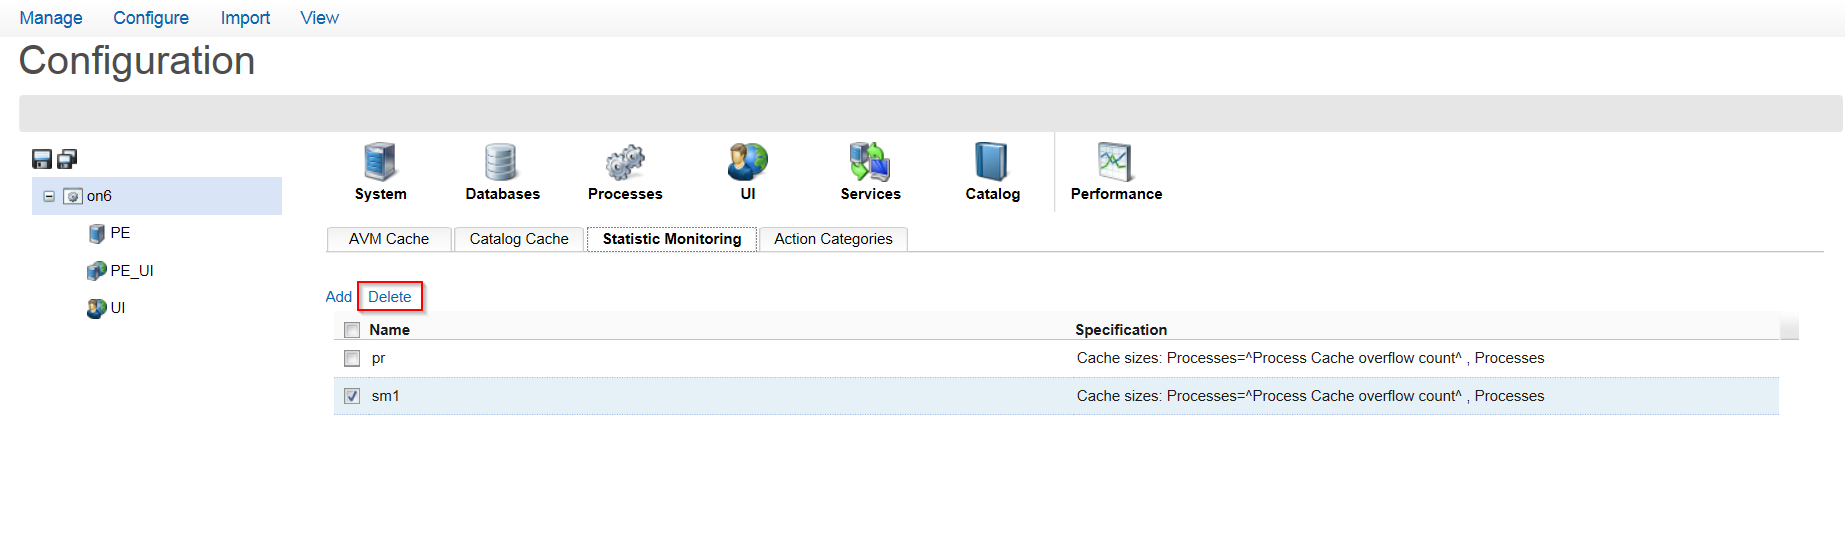 Manage Configure Import View
Configuration
System Databases Processes UI Services Catalog Performance
on6
PE
PE_UI
UI
AVM Cache Catalog Cache Statistic Monitoring Action Categories
Add Delete
Name Specification
pr Cache sizes: Processes=^Process Cache overflow count^ , Processes
sm1 Cache sizes: Processes=^Process Cache overflow count^ , Processes